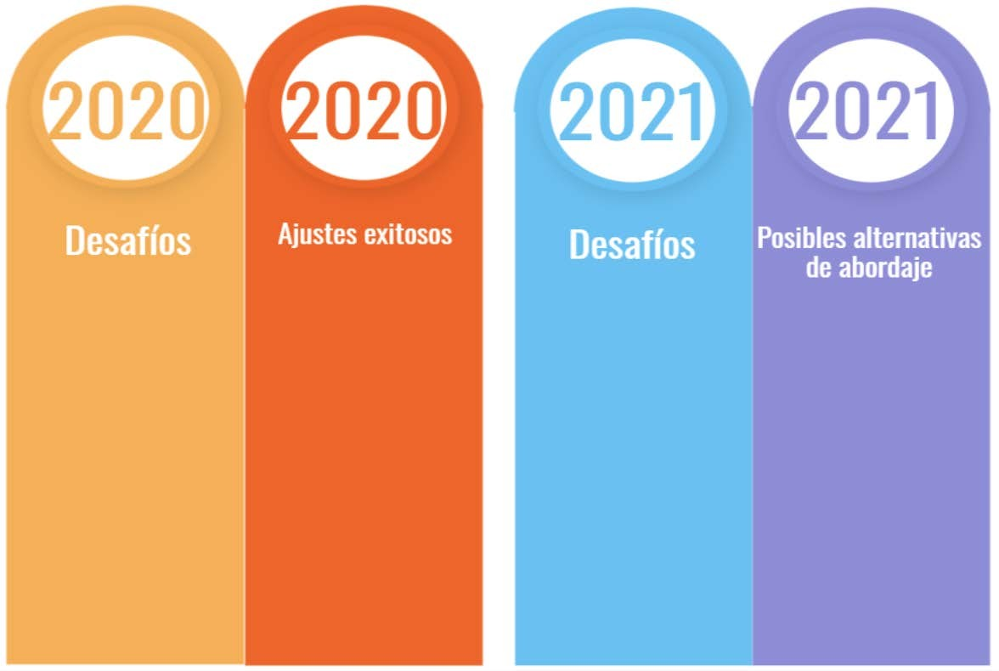 2020
Desafíos
2020
Ajustes exitosos
2021
Desafíos
2021
Posibles alternativas
de abordaje